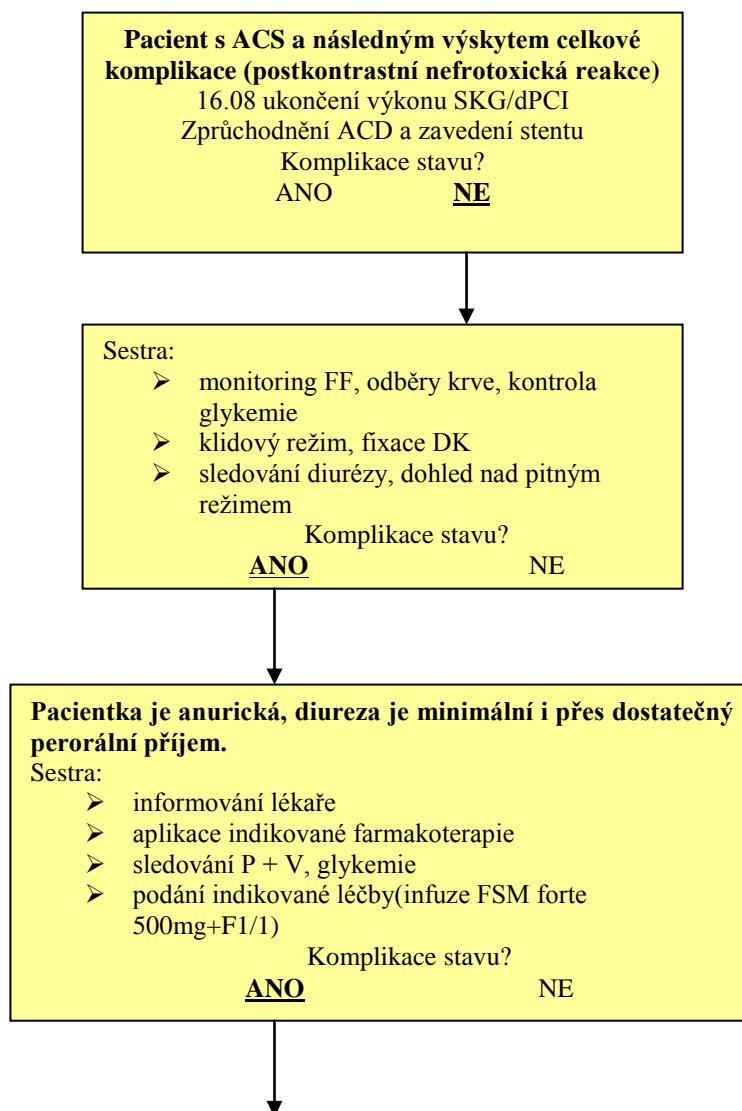 Pacient s ACS a následným výskytem celkové
komplikace (postkontrastní nefrotoxická reakce)
16.08 ukončení výkonu SKG/dPCI
Zprůchodnění ACD a zavedení stentu
Komplikace stavu?
ANO NE
Sestra:
➢ monitoring FF, odběry krve, kontrola
glykemie
➢ klidový režim, fixace DK
➢ sledování diurézy, dohled nad pitným
režimem
Komplikace stavu?
ANO NE
Pacientka je anurická, diureza je minimální i přes dostatečný
perorální příjem.
Sestra:
➢ informování lékaře
➢ aplikace indikované farmakoterapie
➢ sledování P + V, glykemie
➢ podání indikované léčby(infuze FSM forte
500mg+F1/1)
Komplikace stavu?
ANO NE